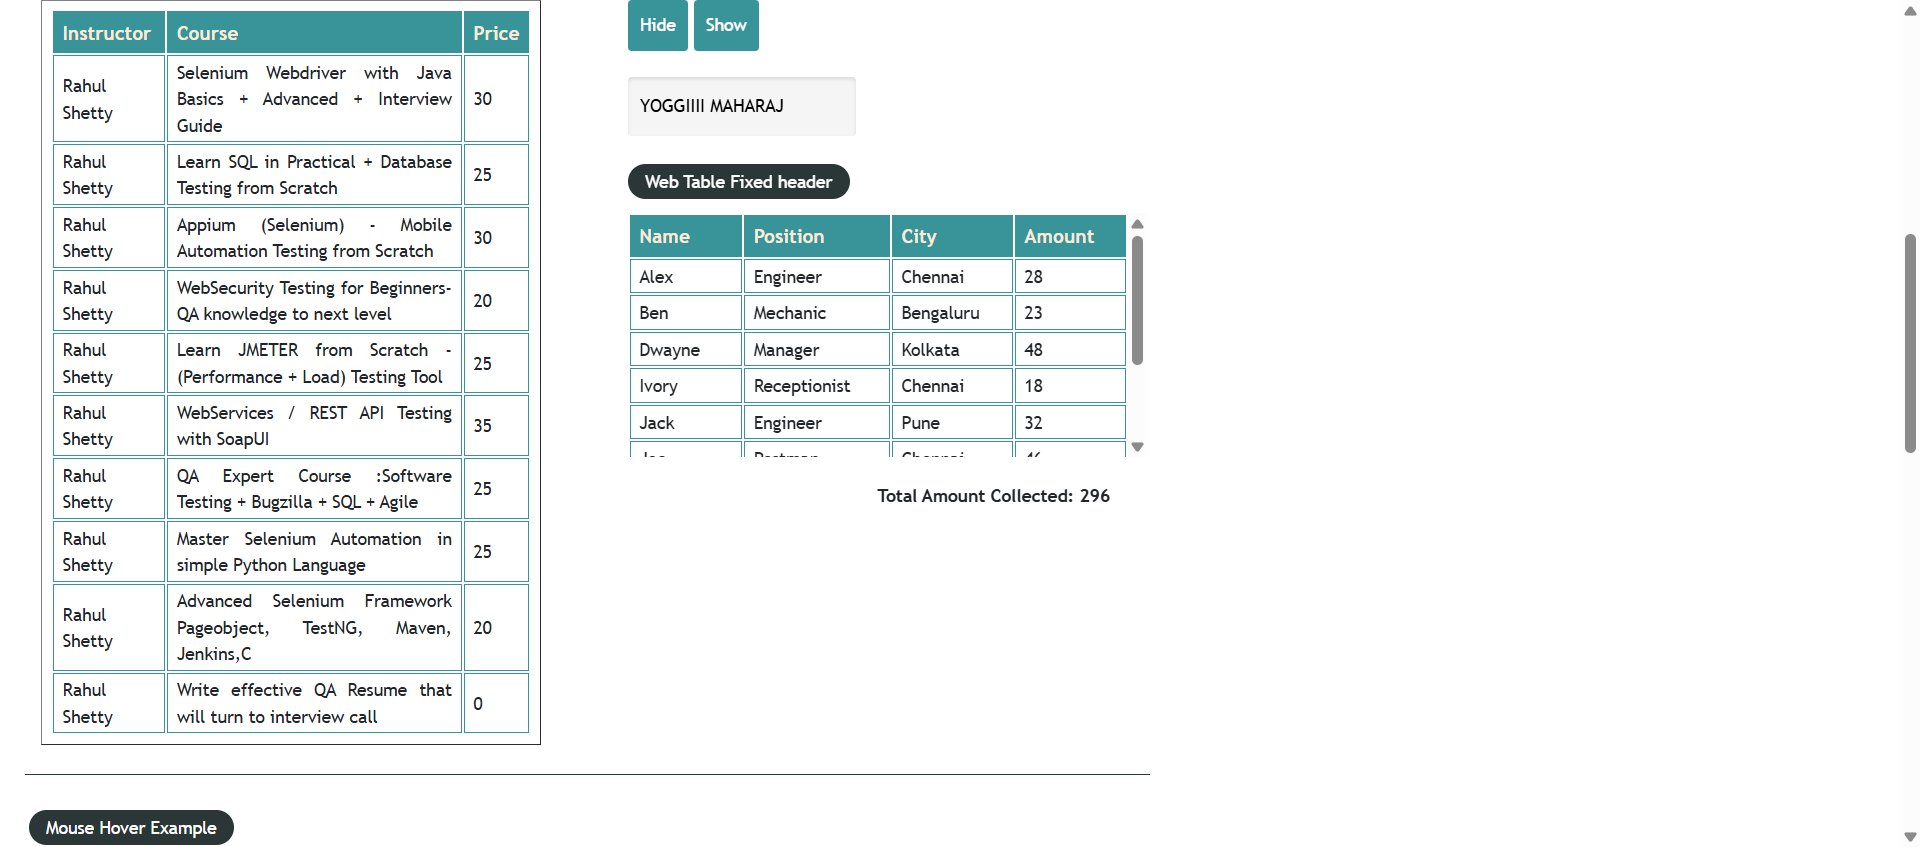 Instructor Course Price
Rahul Shetty
Selenium Webdriver with Java
Basics + Advanced + Interview
Guide
30
Rahul Shetty
Learn SQL in Practical + Database
Testing from Scratch
25
Rahul Shetty
Appium (Selenium) - Mobile
Automation Testing from Scratch
30
Rahul Shetty
WebSecurity Testing for Beginners-
QA knowledge to next level
20
Rahul Shetty
Learn JMETER from Scratch -
(Performance + Load) Testing Tool
25
Rahul Shetty
WebServices / REST API Testing
with SoapUI
35
Rahul Shetty
QA Expert Course :Software
Testing + Bugzilla + SQL + Agile
25
Rahul Shetty
Master Selenium Automation in
simple Python Language
25
Rahul Shetty
Advanced Selenium Framework
Pageobject, TestNG, Maven,
Jenkins,C
20
Rahul Shetty
Write effective QA Resume that
will turn to interview call
0
Hide Show
YOGGIIII MAHARAJ
Web Table Fixed header
Name Position City Amount
Alex Engineer Chennai 28
Ben Mechanic Bengaluru 23
Dwayne Manager Kolkata 48
Ivory Receptionist Chennai 18
Jack Engineer Pune 32
Total Amount Collected: 296
Mouse Hover Example